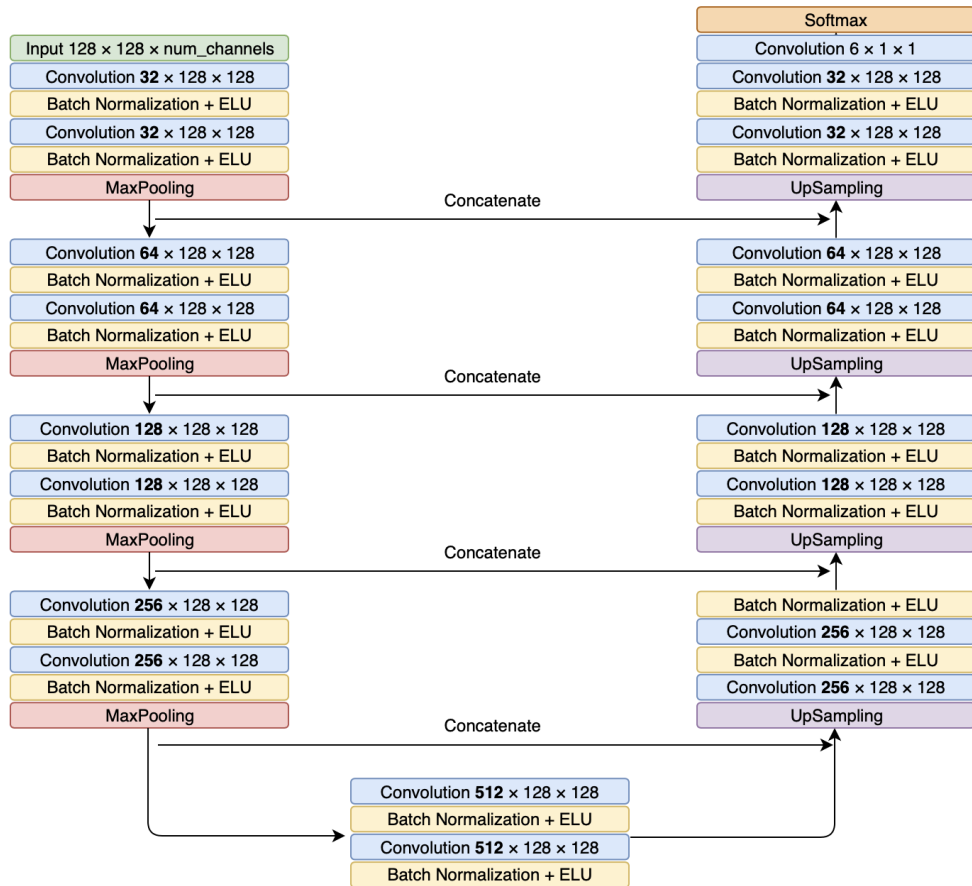 Input 128 × 128 × num_channels
Convolution 32 × 128 × 128
Batch Normalization + ELU
Convolution 32 × 128 × 128
Batch Normalization + ELU
MaxPooling
Convolution 64 × 128 × 128
Batch Normalization + ELU
Convolution 64 × 128 × 128
Batch Normalization + ELU
MaxPooling
Convolution 128 × 128 × 128
Batch Normalization + ELU
Convolution 128 × 128 × 128
Batch Normalization + ELU
MaxPooling
Convolution 256 × 128 × 128
Batch Normalization + ELU
Convolution 256 × 128 × 128
Batch Normalization + ELU
MaxPooling
Concatenate
Concatenate
Concatenate
Concatenate
Convolution 512 × 128 × 128
Batch Normalization + ELU
Convolution 512 × 128 × 128
Batch Normalization + ELU
Softmax
Convolution 6 × 1 × 1
Convolution 32 × 128 × 128
Batch Normalization + ELU
Convolution 32 × 128 × 128
Batch Normalization + ELU
UpSampling
Convolution 64 × 128 × 128
Batch Normalization + ELU
Convolution 64 × 128 × 128
Batch Normalization + ELU
UpSampling
Convolution 128 × 128 × 128
Batch Normalization + ELU
Convolution 128 × 128 × 128
Batch Normalization + ELU
UpSampling
Batch Normalization + ELU
Convolution 256 × 128 × 128
Batch Normalization + ELU
Convolution 256 × 128 × 128
UpSampling